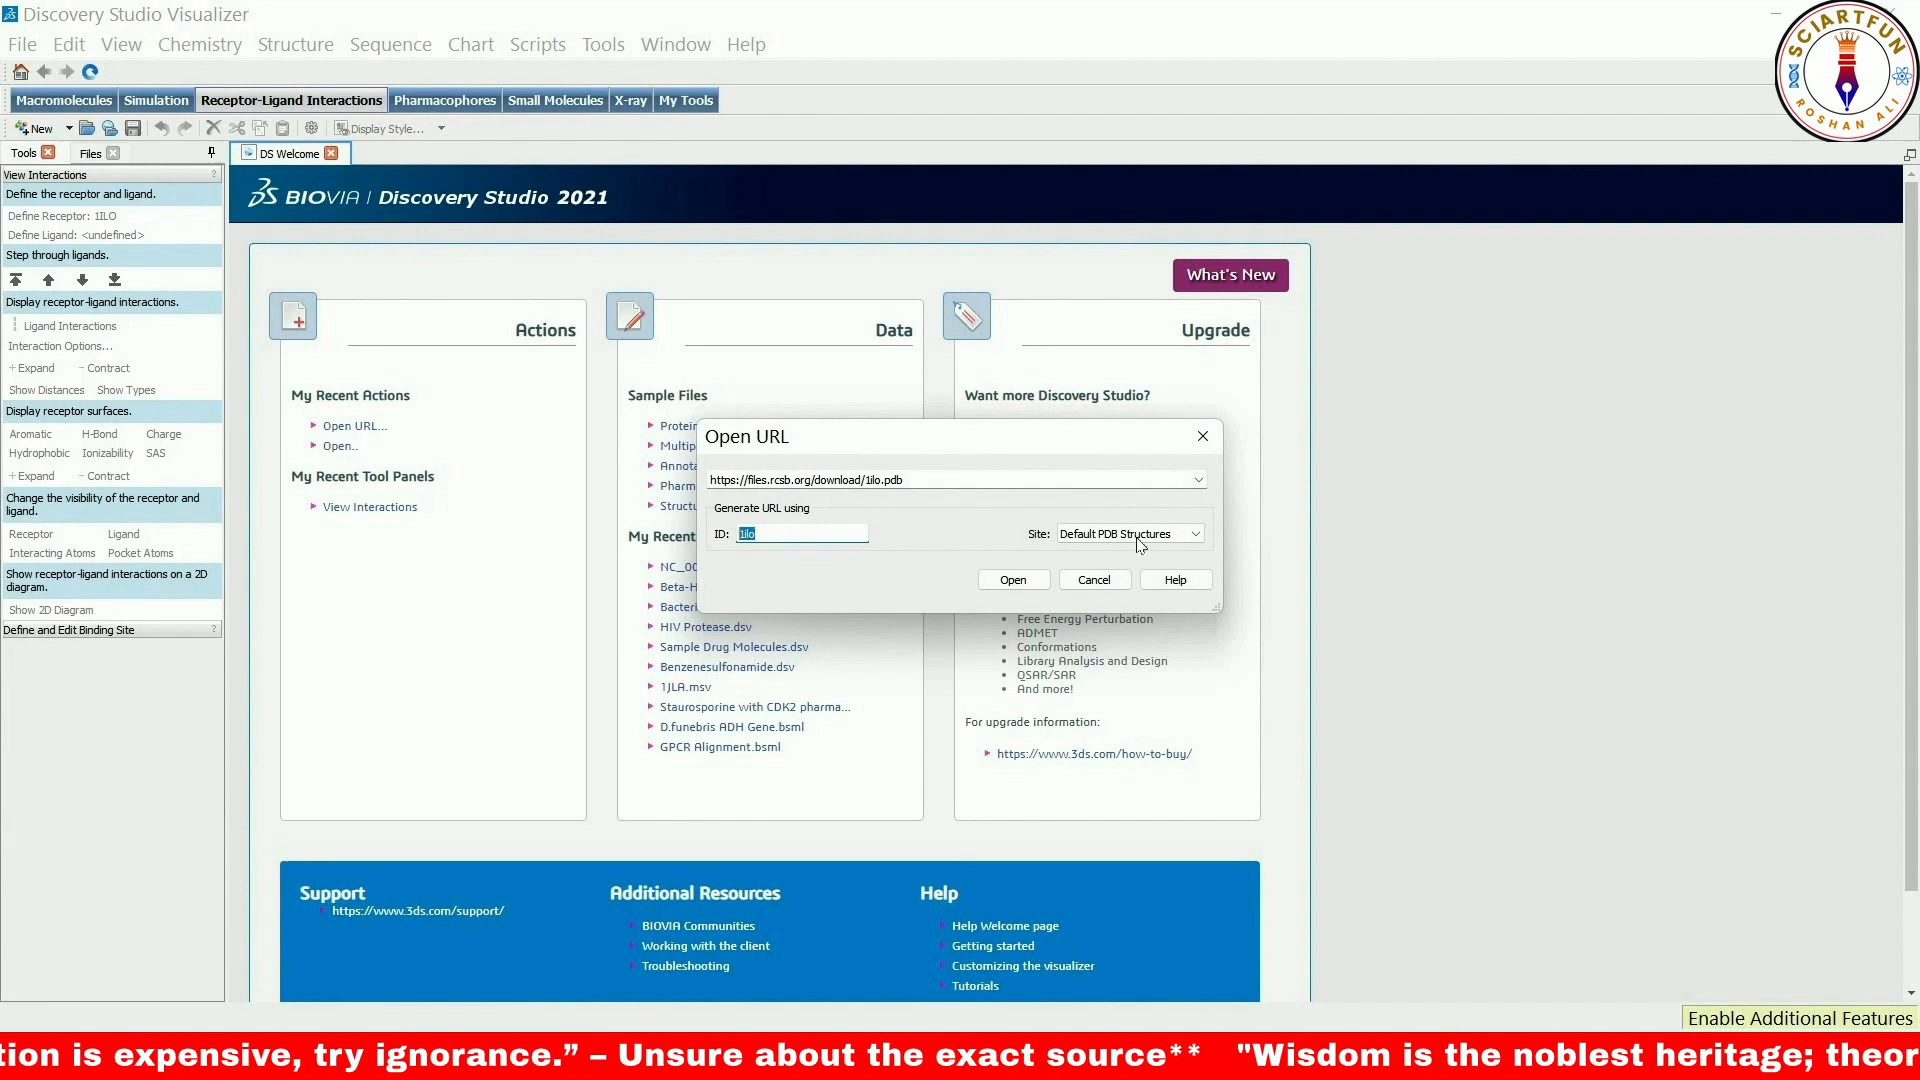 Discovery Studio Visualizer
File Edit View Chemistry Structure Sequence Chart Scripts Tools Window Help
Macromolecules Simulation Receptor-Ligand Interactions Pharmacophores Small Molecules X-ray My Tools
New Display Style...
Tools Files DS Welcome
SCIARTFUN
ROSHAN ALI
View Interactions ?
Define the receptor and ligand.
Define Receptor: 1ILO
Define Ligand: <undefined>
Step through ligands.
Display receptor-ligand interactions.
Ligand Interactions
Interaction Options...
+Expand - Contract
Show Distances Show Types
Display receptor surfaces.
Aromatic H-Bond Charge
Hydrophobic Ionizability SAS
+Expand - Contract
Change the visibility of the receptor and
ligand.
Receptor Ligand
Interacting Atoms Pocket Atoms
Show receptor-ligand interactions on a 2D
diagram.
Show 2D Diagram
Define and Edit Binding Site ?
BIOVIA | Discovery Studio 2021
What's New
Actions
My Recent Actions
Open URL...
Open..
My Recent Tool Panels
View Interactions
Data
Sample Files
Protein
Multip
Annota
Pharm
Structu
My Recent
NC_00
Beta-H
Bacteri
HIV Protease.dsv
Sample Drug Molecules.dsv
Benzenesulfonamide.dsv
1JLA.msv
Staurosporine with CDK2 pharma...
D.funebris ADH Gene.bsml
GPCR Alignment.bsml
Upgrade
Want more Discovery Studio?
Free Energy Perturbation
ADMET
Conformations
Library Analysis and Design
QSAR/SAR
And more!
For upgrade information:
https://www.3ds.com/how-to-buy/
Open URL
https://files.rcsb.org/download/1ilo.pdb
Generate URL using
ID: 1ilo Site: Default PDB Structures
Open Cancel Help
Support
https://www.3ds.com/support/
Additional Resources
BIOVIA Communities
Working with the client
Troubleshooting
Help
Help Welcome page
Getting started
Customizing the visualizer
Tutorials
Enable Additional Features
tion is expensive, try ignorance.” – Unsure about the exact source** "Wisdom is the noblest heritage; theor